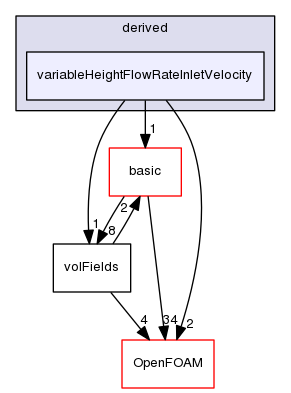 derived
variableHeightFlowRateInletVelocity
1
basic
2
1
8
volFields
4
34
2
OpenFOAM